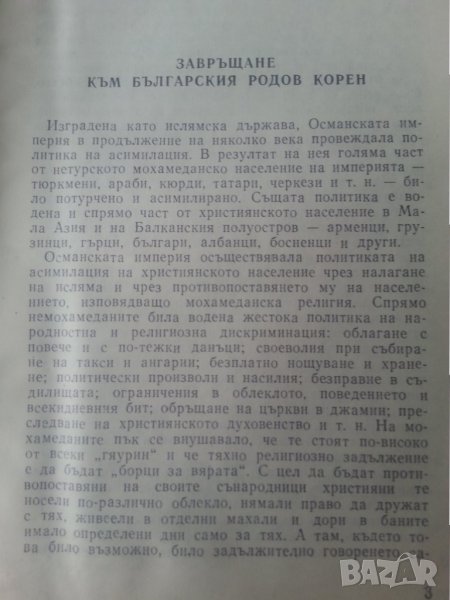 ЗАВРЪЩАНЕ
КЪМ БЪЛГАРСКИЯ РОДОВ КОРЕН
Изградена като ислямска държава, Османската им-
перия в продължение на няколко века провеждала по-
литика на асимилация. В резултат на нея голяма част
от нетурското мохамеданско население на империята —
тюркмени, араби, кюрди, татари, черкези и т. н. — би-
ло потурчено и асимилирано. Същата политика е во-
дена и спрямо част от християнското население в Ма-
ла Азия и на Балканския полуостров — арменци, гру-
зинци, гърци, българи, албанци, босненци и други.
Османската империя осъществявала политиката на
асимилация на християнското население чрез налагане
на исляма и чрез противопоставянето му на населе-
нието, изповядващо мохамеданска религия. Спрямо
немохамеданите била водена жестока политика на на-
родностна и религиозна дискриминация: облагане с
повече и с по-тежки данъци; своеволия при събира-
не на такси и ангарии; безплатно нощуване и хране-
не; политически произволи и насилия; безправие в съ-
дилищата; ограничения в облеклото, поведението и
всекидневния бит; обръщане на църкви в джамии; пре-
следване на християнското духовенство и т. н. На мо-
хамеданите пък се внушавало, че те стоят по-високо
от всеки „гяурин“ и че тяхно религиозно задължение
е да бъдат „борци за вярата“. С цел да бъдат проти-
вопоставяни на своите сънародници християни те
носели по-различно облекло, нямали право да дружат
с тях, живеели в отделни махали и дори в баните
имало определени дни само за тях. А там, където то-
ва било възможно, било задължително говоренето са-
3
БАZАР
bazar.bg